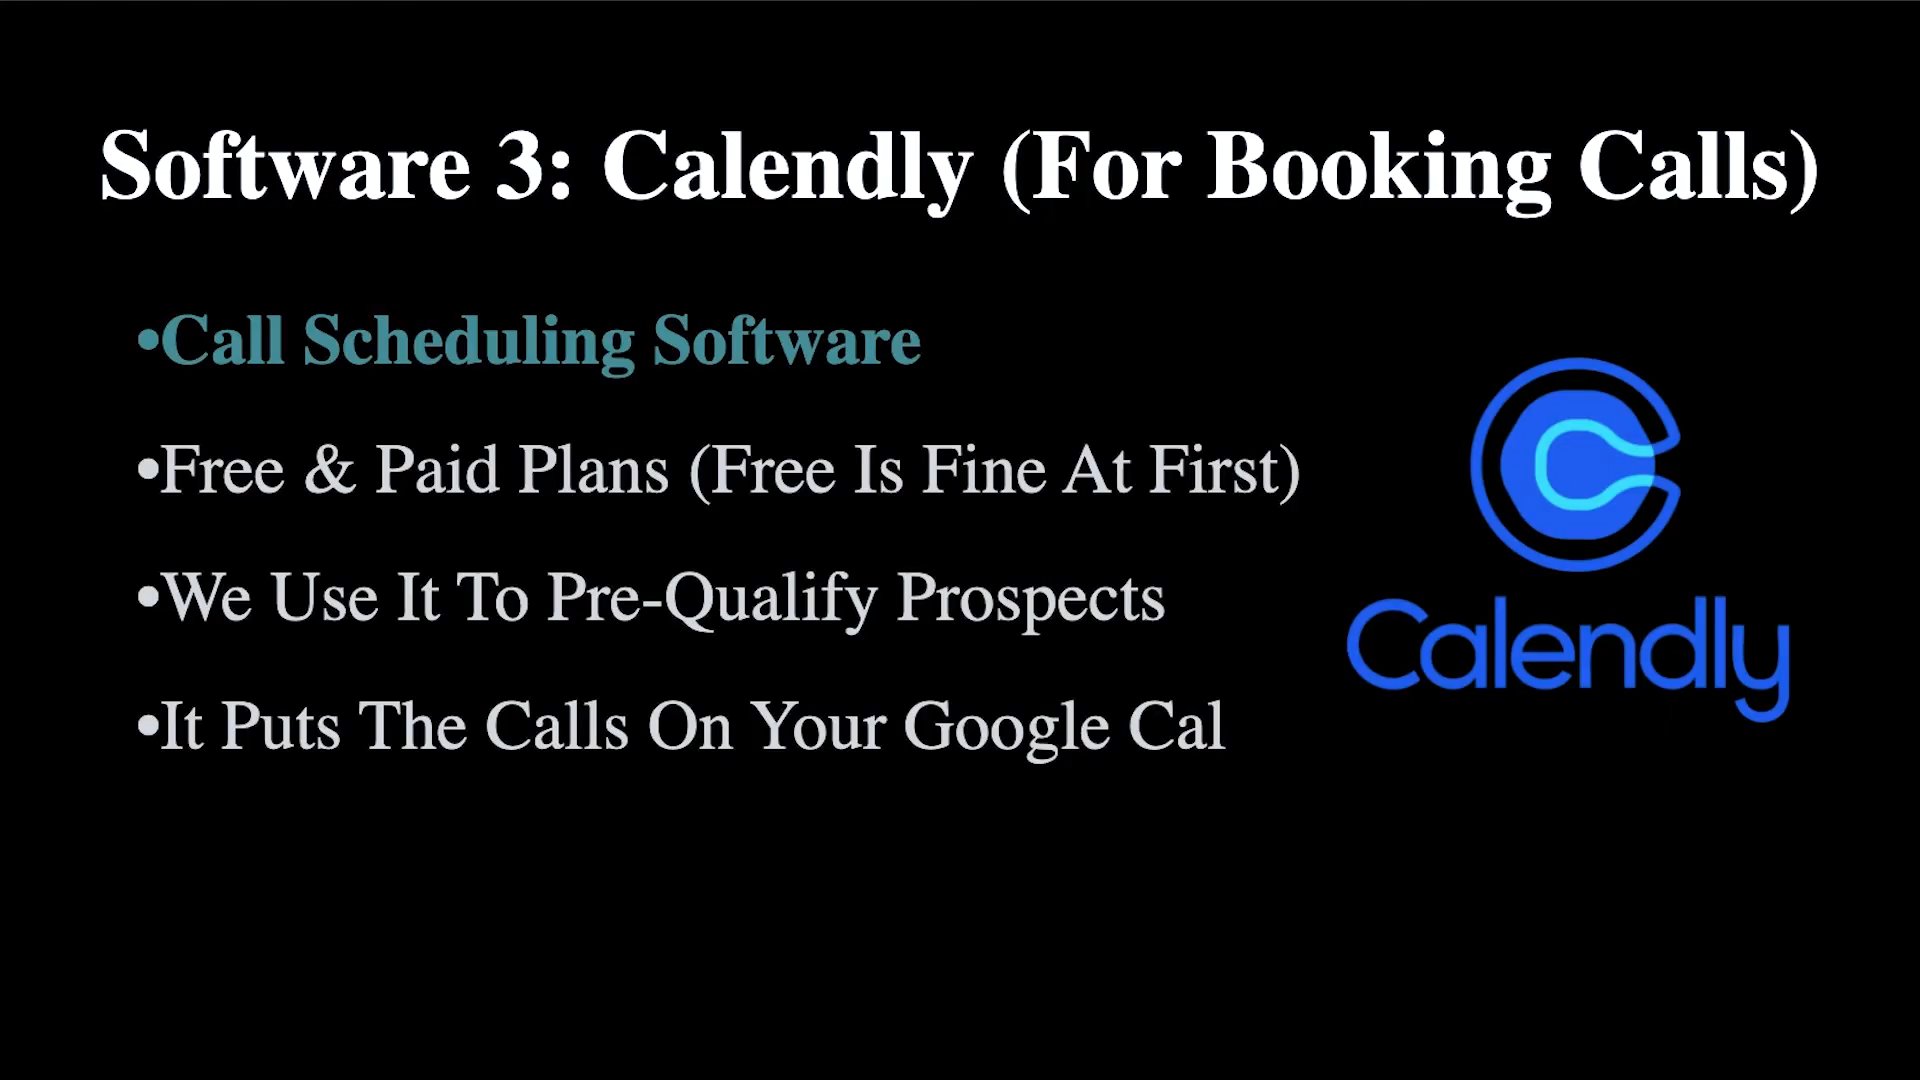 Software 3: Calendly (For Booking Calls)
•Call Scheduling Software
•Free & Paid Plans (Free Is Fine At First)
•We Use It To Pre-Qualify Prospects
•It Puts The Calls On Your Google Cal
Calendly